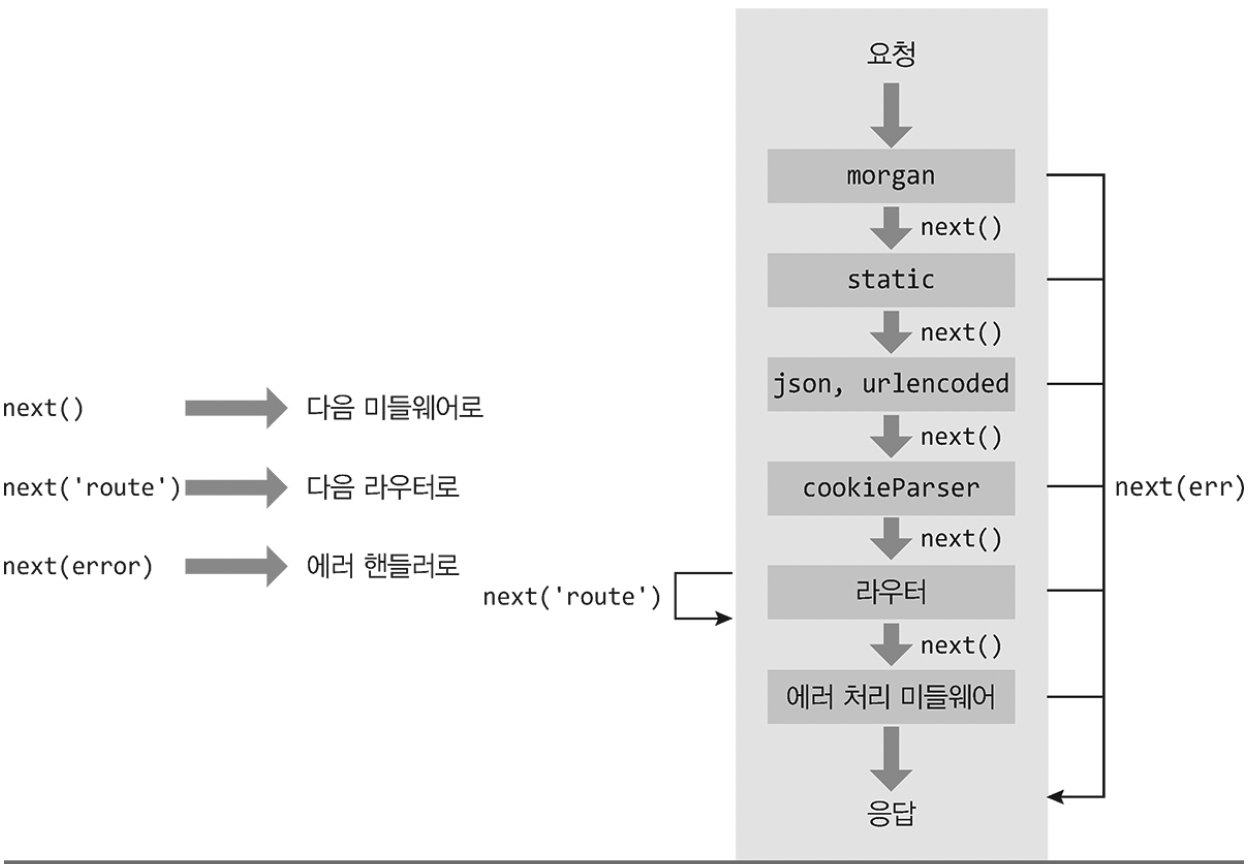 요청
morgan
next()
static
next()
json, urlencoded
next()
cookieParser
next()
라우터
next()
에러 처리 미들웨어
응답
next(err)
next('route')
next() 다음 미들웨어로
next('route') 다음 라우터로
next(error) 에러 핸들러로